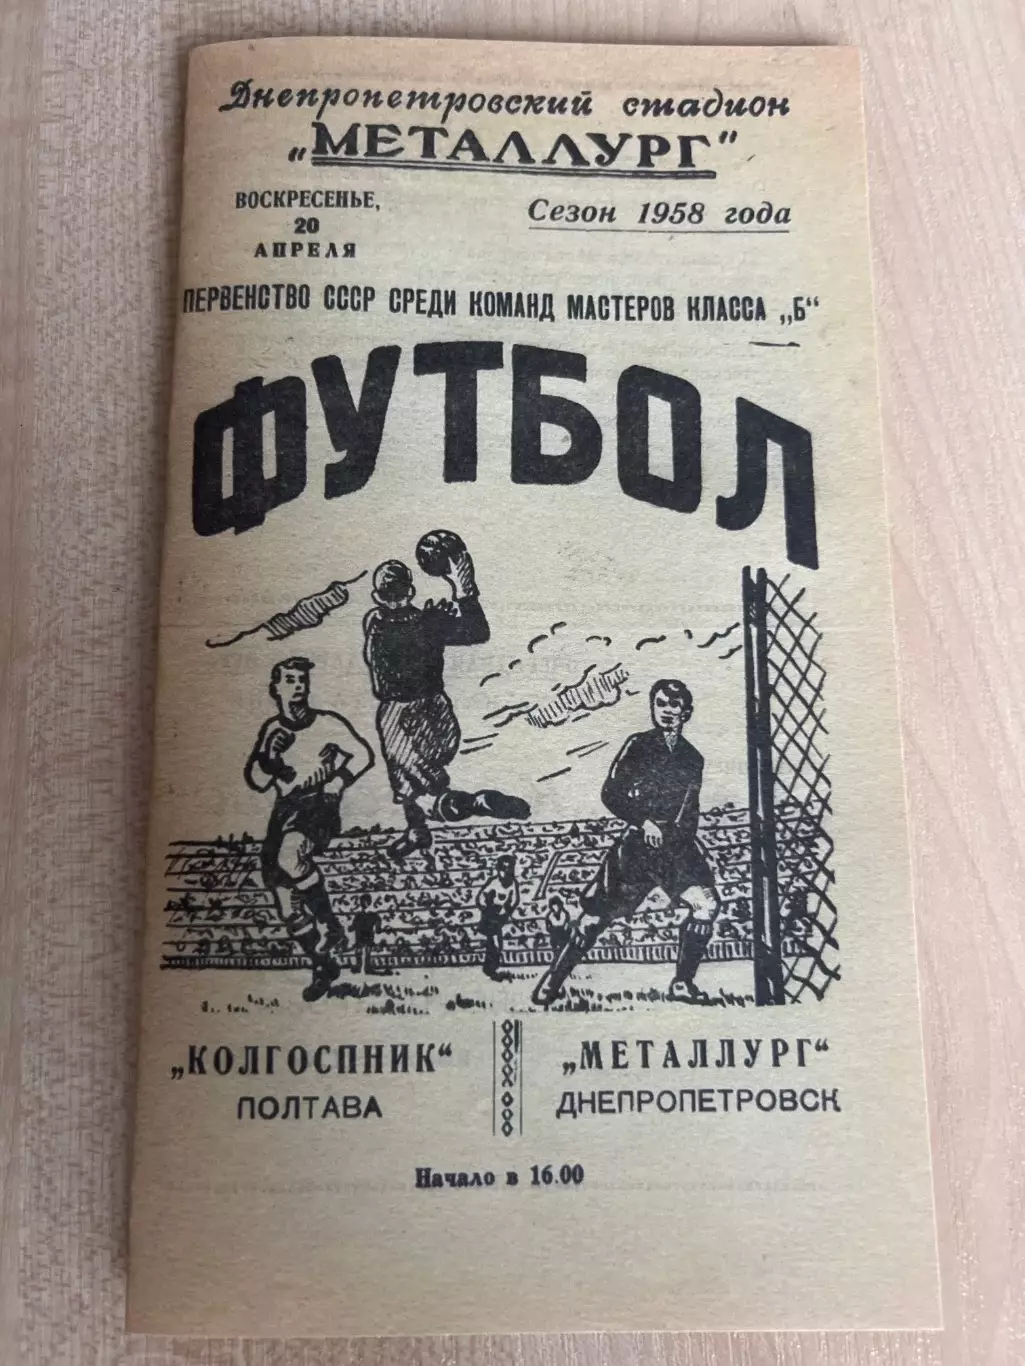 Днепропетровский стадион
„МЕТАЛЛУРГ"
ВОСКРЕСЕНЬЕ,
20
АПРЕЛЯ
Сезон 1958 года
ПЕРВЕНСТВО СССР СРЕДИ КОМАНД МАСТЕРОВ КЛАССА „Б"
ФУТБОЛ
„КОЛГОСПНИК"
ПОЛТАВА
„МЕТАЛЛУРГ"
ДНЕПРОПЕТРОВСК
Начало в 16.00